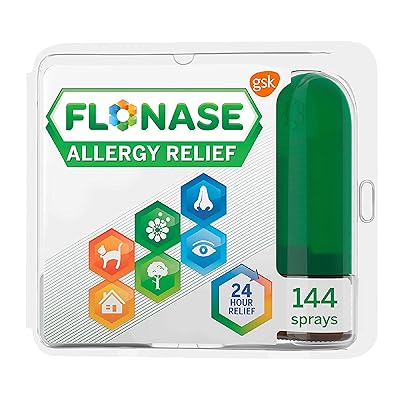 gsk
FLONASE
ALLERGY RELIEF
24
HOUR
RELIEF
144
sprays